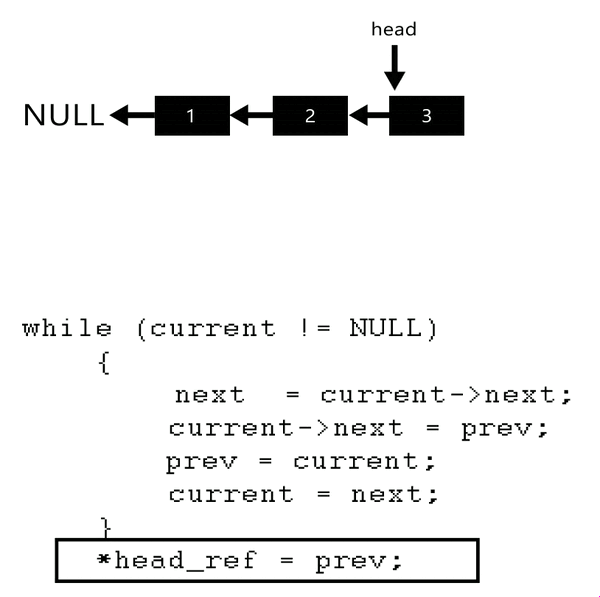 head
NULL 1 2 3
while (current != NULL)
{
next = current->next;
current->next = prev;
prev = current;
current = next;
}
*head_ref = prev;